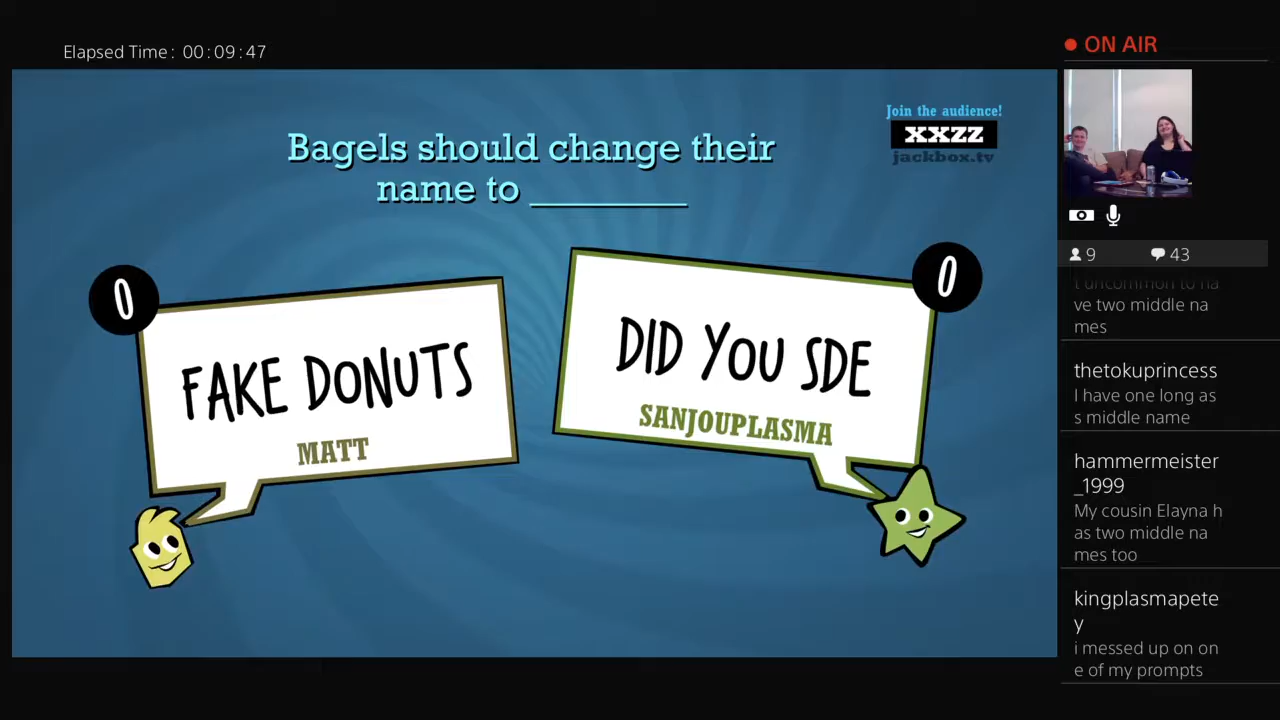 Elapsed Time: 00:09:47
ON AIR
Join the audience!
XXZZ
jackbox.tv
Bagels should change their
name to ________
0
0
FAKE DONUTS
MATT
DID YOU SDE
SANJOUPLASMA
9 43
t uncommon to ha
ve two middle na
mes
thetokuprincess
I have one long as
s middle name
hammermeister
_1999
My cousin Elayna h
as two middle na
mes too
kingplasmapete
y
i messed up on on
e of my prompts